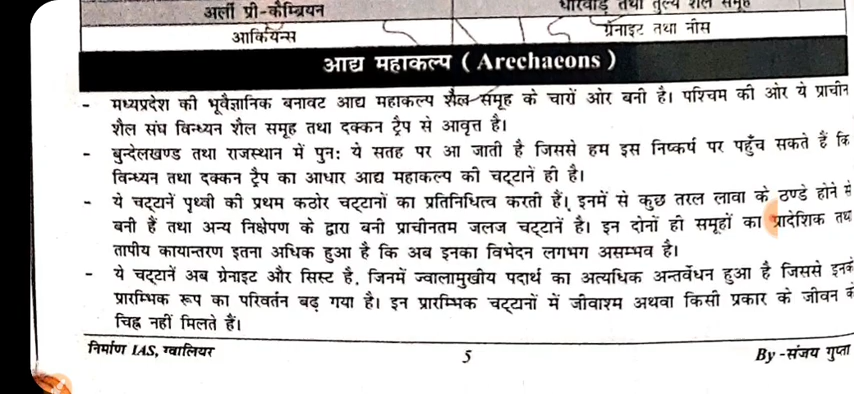 अर्ली प्री-कैम्ब्रियन धारवाड़ तथा तुल्य शैल समूह
आर्कियन्स ग्रेनाइट तथा नीस
आद्य महाकल्प ( Arechaeons )
- मध्यप्रदेश की भूवैज्ञानिक बनावट आद्य महाकल्प शैल समूह के चारों ओर बनी है। पश्चिम की ओर ये प्राचीन
शैल संघ विन्ध्यन शैल समूह तथा दक्कन ट्रैप से आवृत्त है।
- बुन्देलखण्ड तथा राजस्थान में पुनः ये सतह पर आ जाती है जिससे हम इस निष्कर्ष पर पहुँच सकते हैं कि
विन्ध्यन तथा दक्कन ट्रैप का आधार आद्य महाकल्प की चट्टानें ही है।
- ये चट्टानें पृथ्वी की प्रथम कठोर चट्टानों का प्रतिनिधित्व करती हैं। इनमें से कुछ तरल लावा के ठण्डे होने से
बनी हैं तथा अन्य निक्षेपण के द्वारा बनी प्राचीनतम जलज चट्टानें है। इन दोनों ही समूहों का प्रादेशिक तथ
तापीय कायान्तरण इतना अधिक हुआ है कि अब इनका विभेदन लगभग असम्भव है।
- ये चट्टानें अब ग्रेनाइट और सिस्ट है, जिनमें ज्वालामुखीय पदार्थ का अत्यधिक अन्तर्वेधन हुआ है जिससे इनके
प्रारम्भिक रूप का परिवर्तन बढ़ गया है। इन प्रारम्भिक चट्टानों में जीवाश्म अथवा किसी प्रकार के जीवन के
चिह्न नहीं मिलते हैं।
निर्माण IAS, ग्वालियर 5 By -संजय गुप्ता